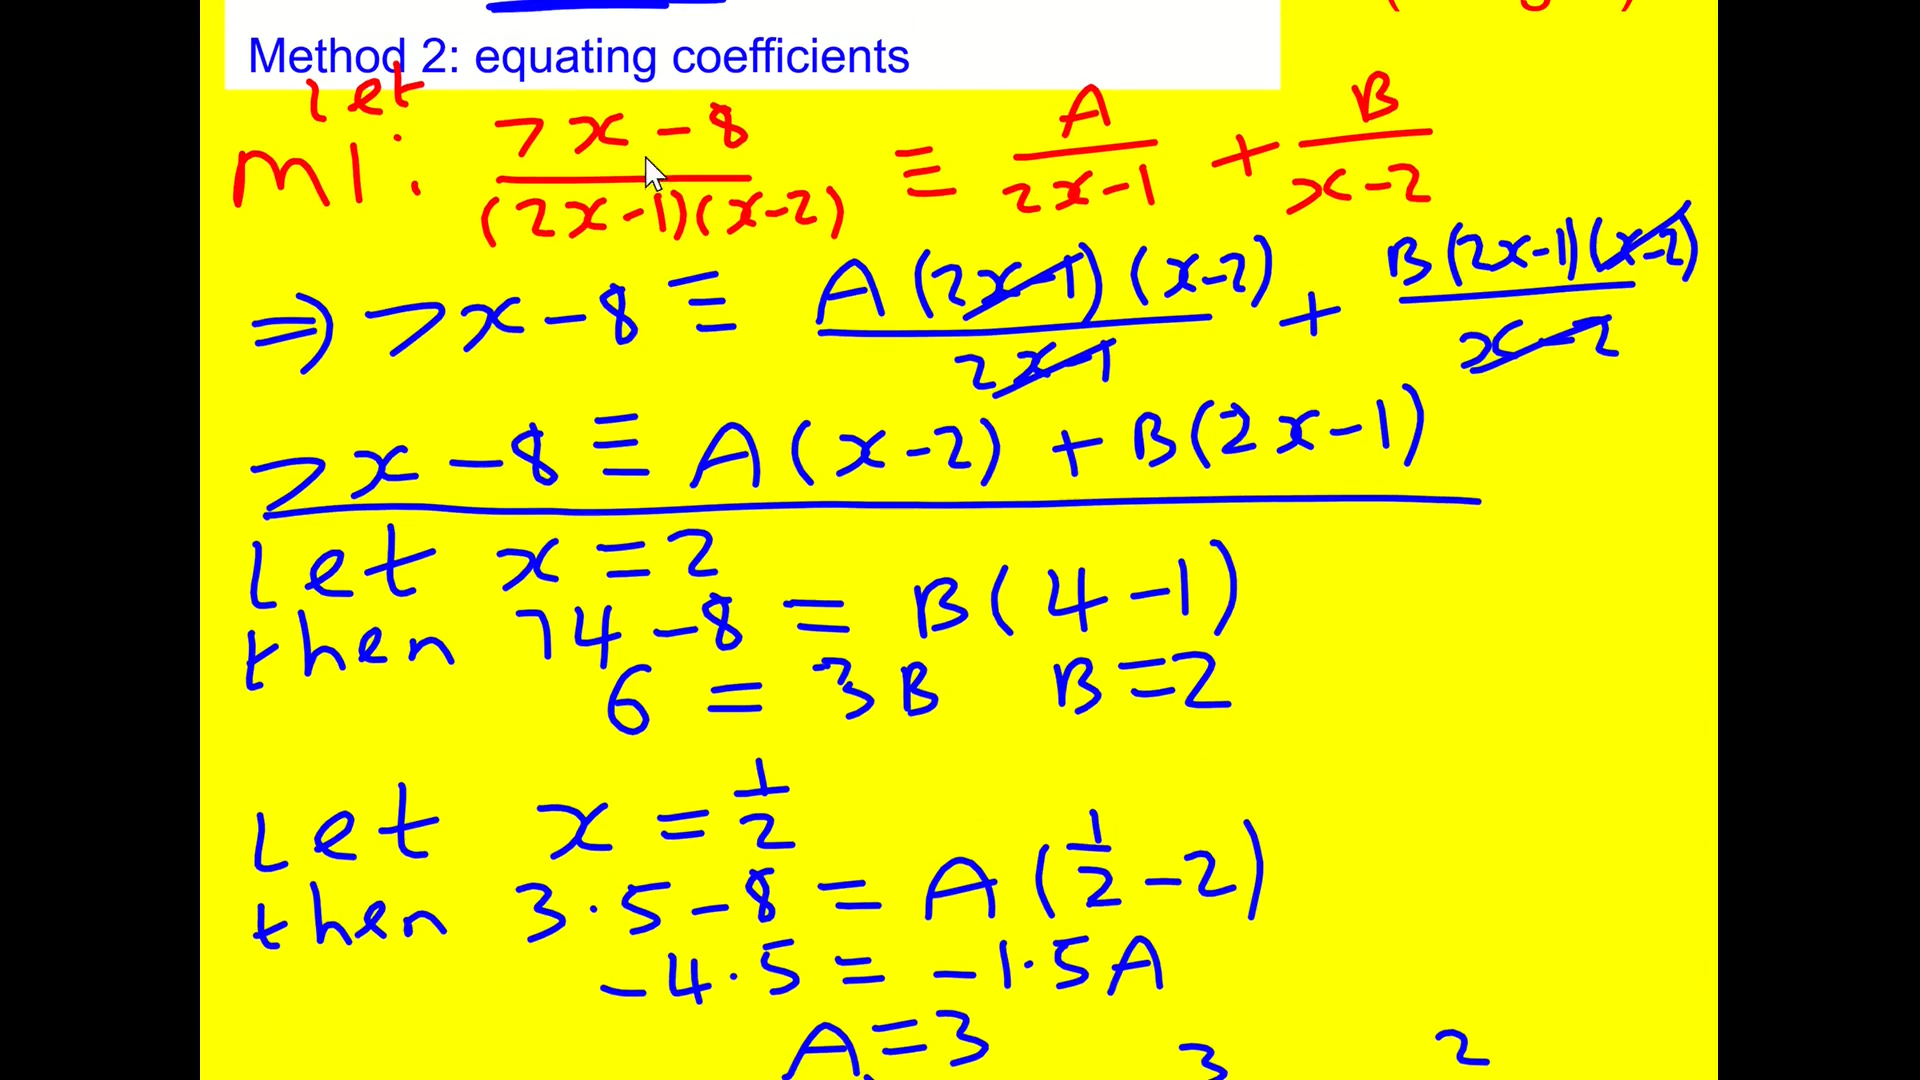 Method 2: equating coefficients
let
M1: 7x-8/(2x-1)(x-2) ≡ A/2x-1 + B/x-2
⇒ 7x-8 ≡ A(2x-1)(x-2)/2x-1 + B(2x-1)(x-2)/x-2
7x-8 ≡ A(x-2) + B(2x-1)
Let x=2
then 14-8 = B(4-1)
6 = 3B B=2
Let x = 1/2
then 3.5-8 = A(1/2-2)
-4.5 = -1.5A
A=3
3 2